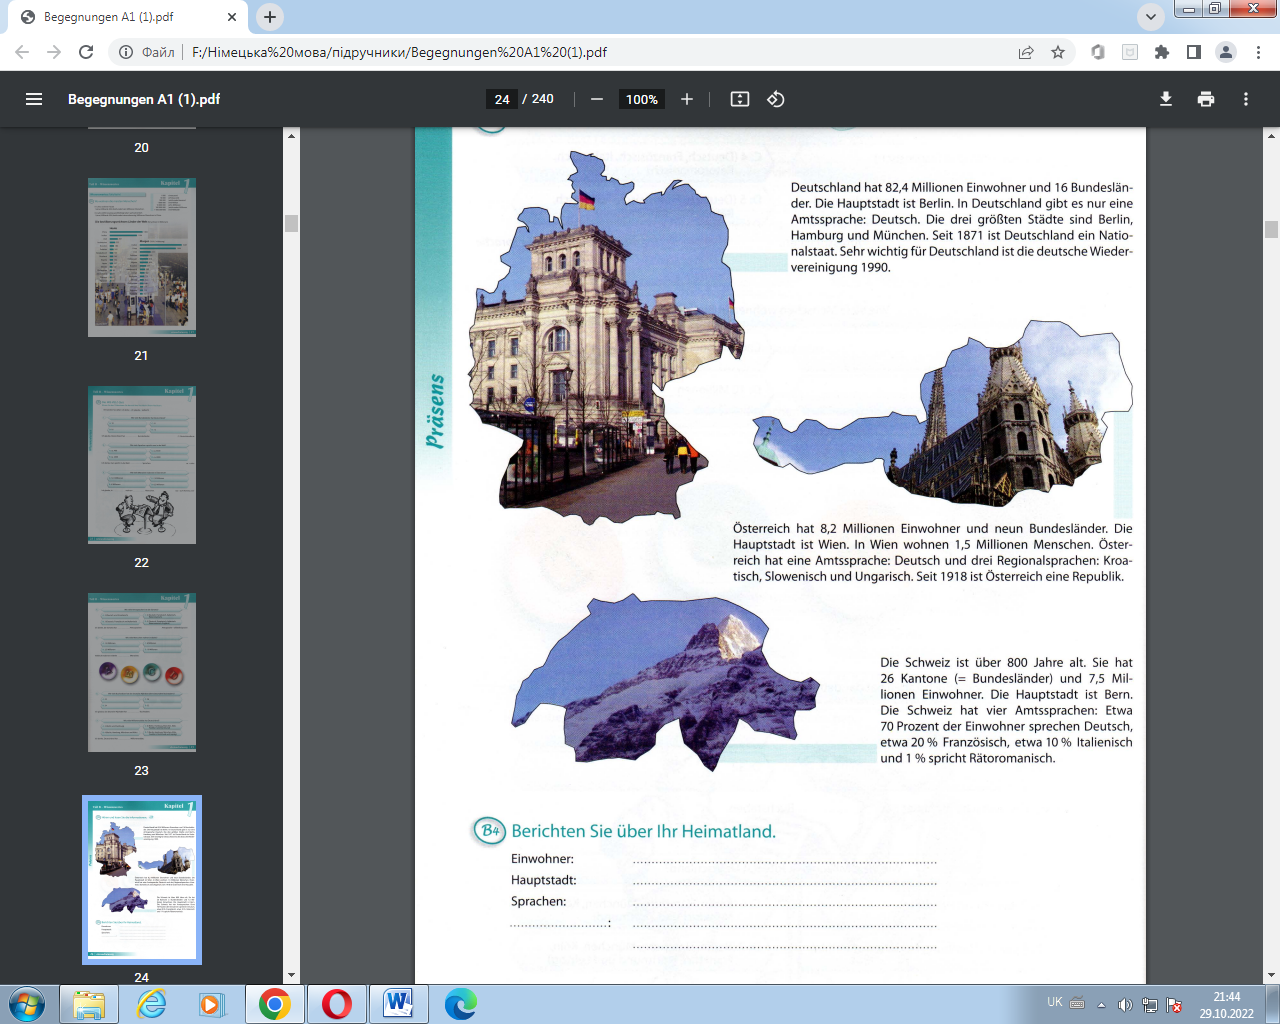 Begegnungen A1 (1).pdf
Файл
F:/Німецька%20мова/підручники/Begegnungen%20A1%20(1).pdf
Begegnungen A1 (1).pdf
24 / 240
100%
20
21
22
23
24
Kapitel 1
Kapitel 1
Kapitel 1
Kapitel 1
Präsens
Deutschland hat 82,4 Millionen Einwohner und 16 Bundeslän-
der. Die Hauptstadt ist Berlin. In Deutschland gibt es nur eine
Amtssprache: Deutsch. Die drei größten Städte sind Berlin,
Hamburg und München. Seit 1871 ist Deutschland ein Natio-
nalstaat. Sehr wichtig für Deutschland ist die deutsche Wieder-
vereinigung 1990.
Österreich hat 8,2 Millionen Einwohner und neun Bundesländer. Die
Hauptstadt ist Wien. In Wien wohnen 1,5 Millionen Menschen. Öster-
reich hat eine Amtssprache: Deutsch und drei Regionalsprachen: Kroa-
tisch, Slowenisch und Ungarisch. Seit 1918 ist Österreich eine Republik.
Die Schweiz ist über 800 Jahre alt. Sie hat
26 Kantone (= Bundesländer) und 7,5 Mil-
lionen Einwohner. Die Hauptstadt ist Bern.
Die Schweiz hat vier Amtssprachen: Etwa
70 Prozent der Einwohner sprechen Deutsch,
etwa 20 % Französisch, etwa 10 % Italienisch
und 1 % spricht Rätoromanisch.
B4 Berichten Sie über Ihr Heimatland.
Einwohner:
Hauptstadt:
Sprachen:
UK
21:44
29.10.2022